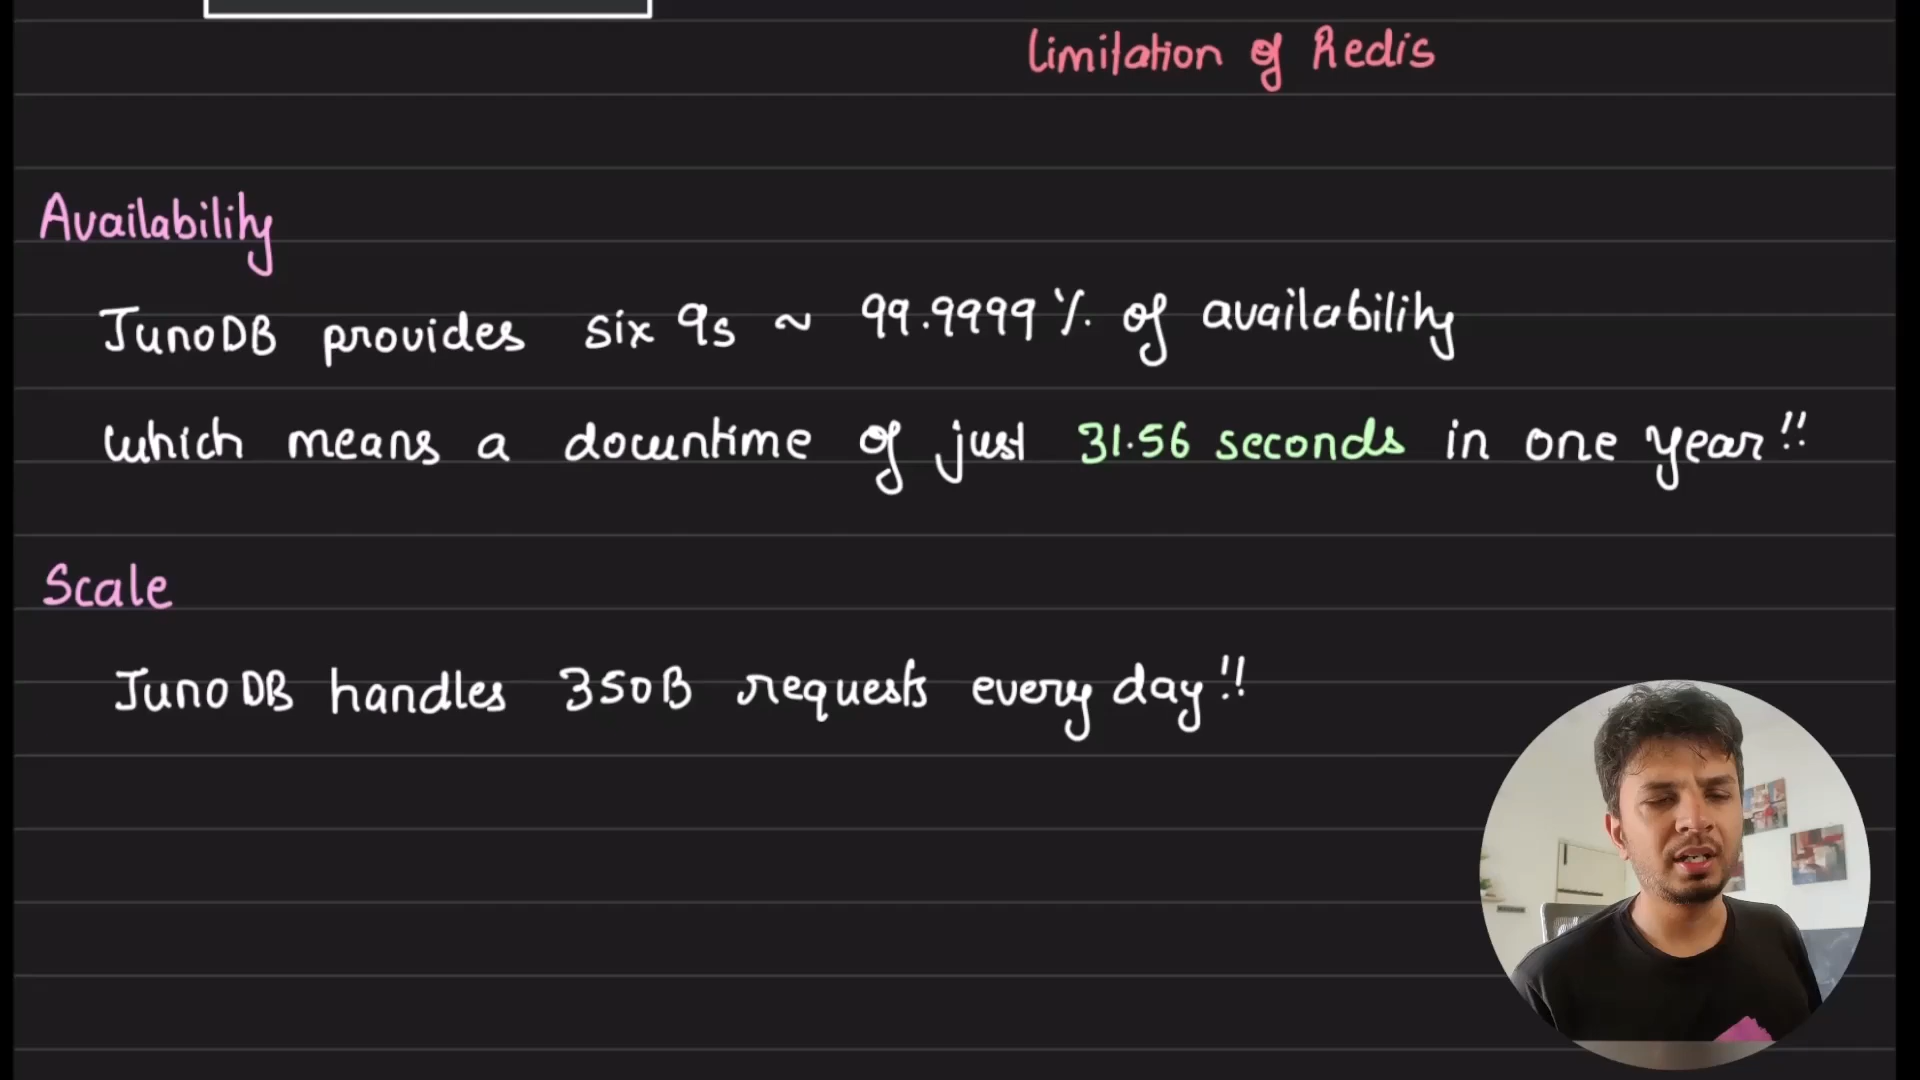 Limitation of Redis
Availability
JunoDB provides six 9s ~ 99.9999% of availability
which means a downtime of just 31.56 seconds in one year!!
Scale
JunoDB handles 350B requests every day!!